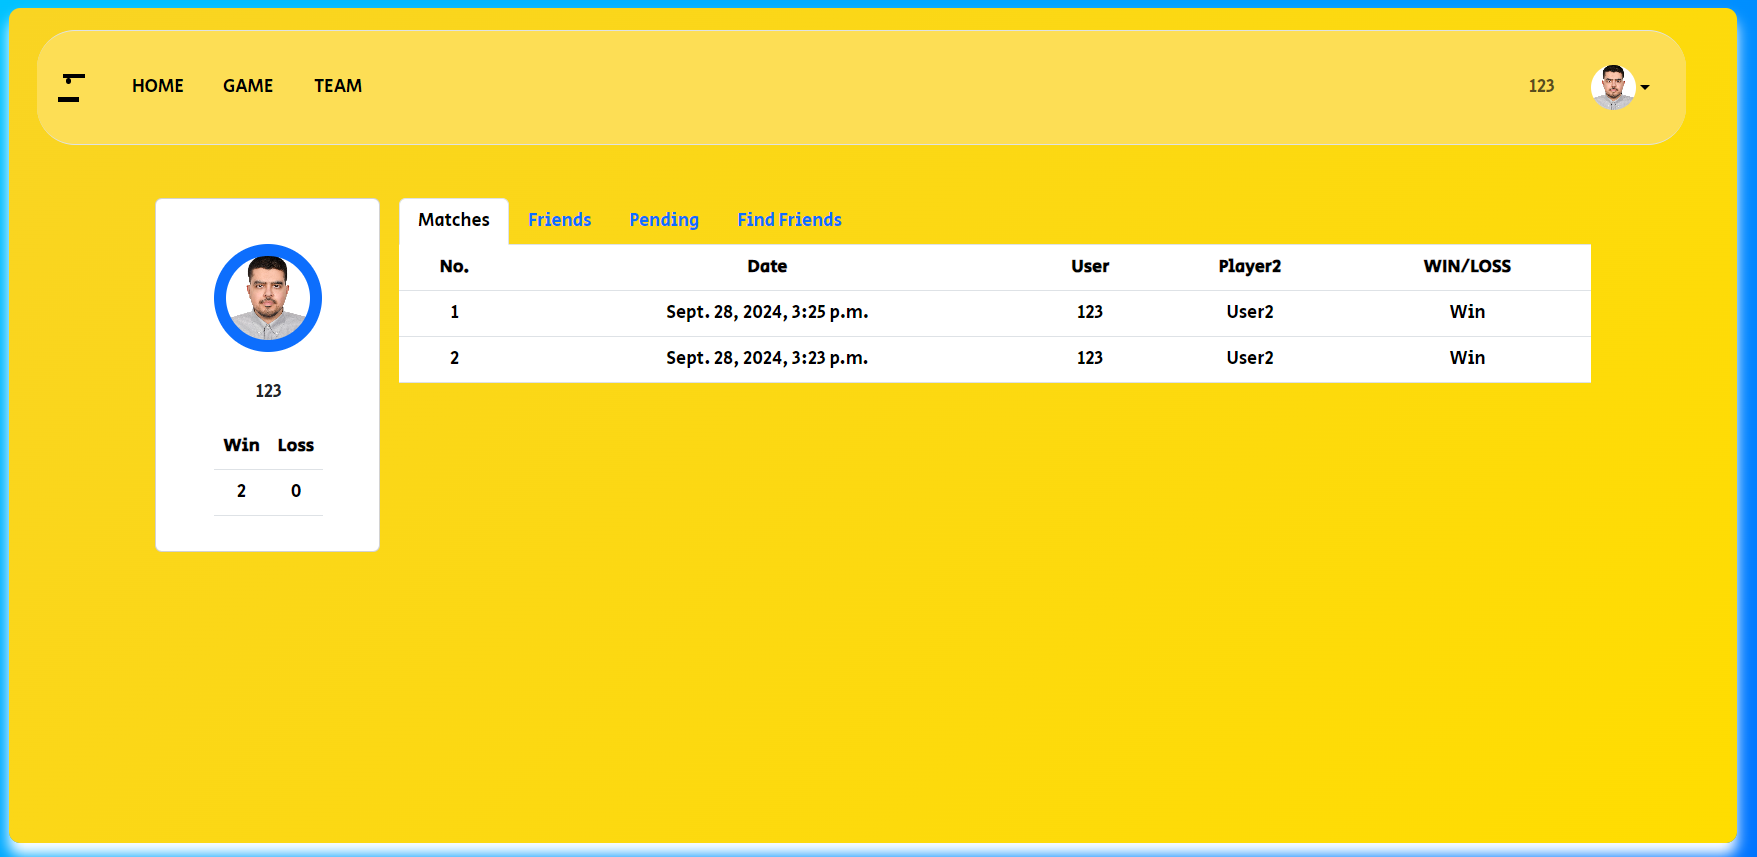 HOME GAME TEAM 123
123
Win Loss
2 0
Matches Friends Pending Find Friends
No. Date User Player2 WIN/LOSS
1 Sept. 28, 2024, 3:25 p.m. 123 User2 Win
2 Sept. 28, 2024, 3:23 p.m. 123 User2 Win